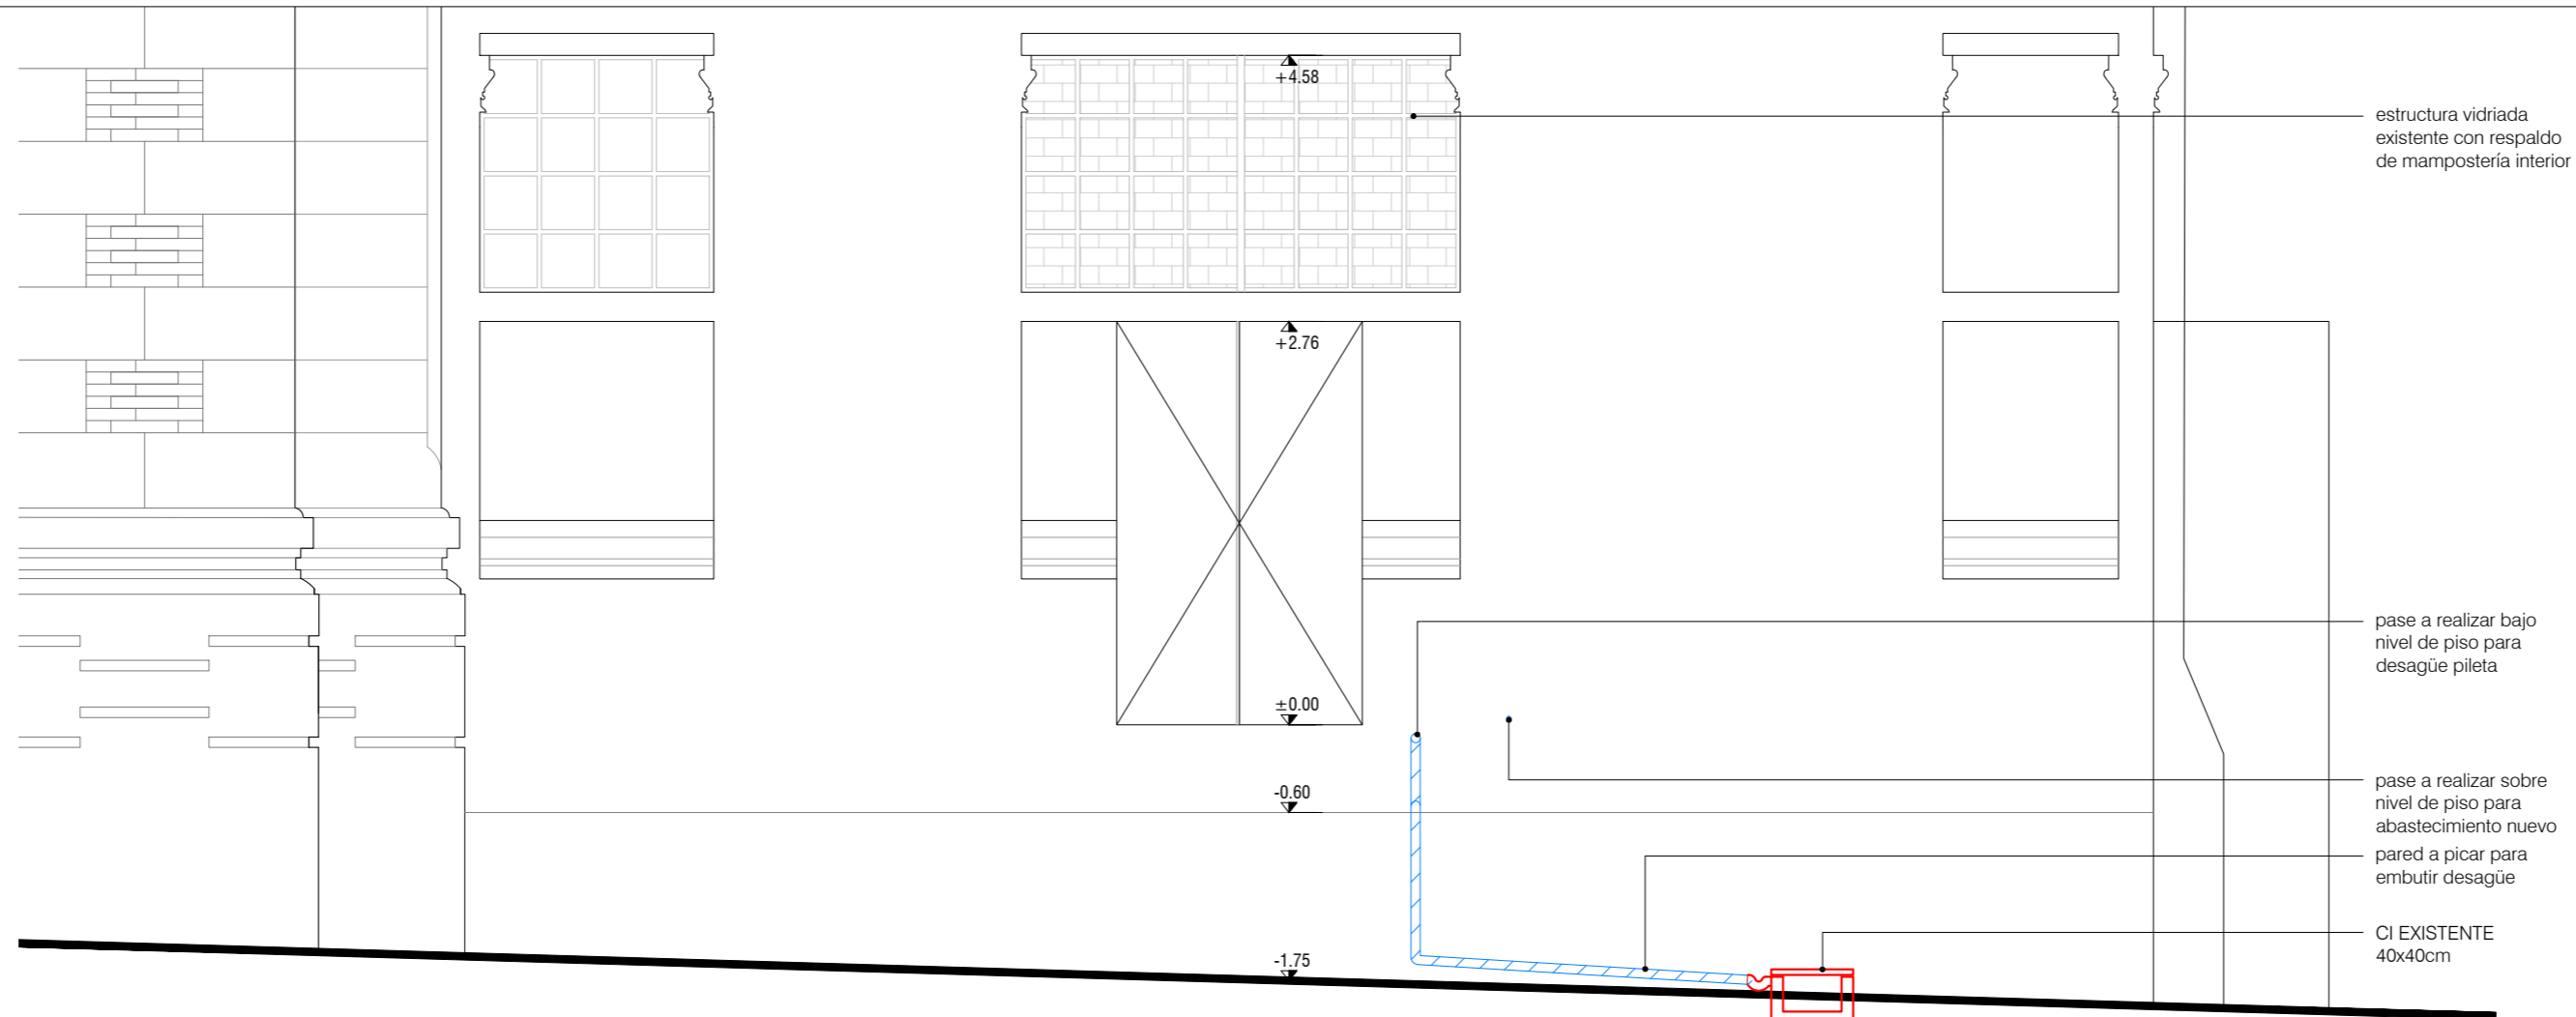 +4.58
estructura vidriada
existente con respaldo
de mampostería interior
+2.76
pase a realizar bajo
nivel de piso para
desagüe pileta
±0.00
pase a realizar sobre
nivel de piso para
abastecimiento nuevo
-0.60
pared a picar para
embutir desagüe
CI EXISTENTE
40x40cm
-1.75